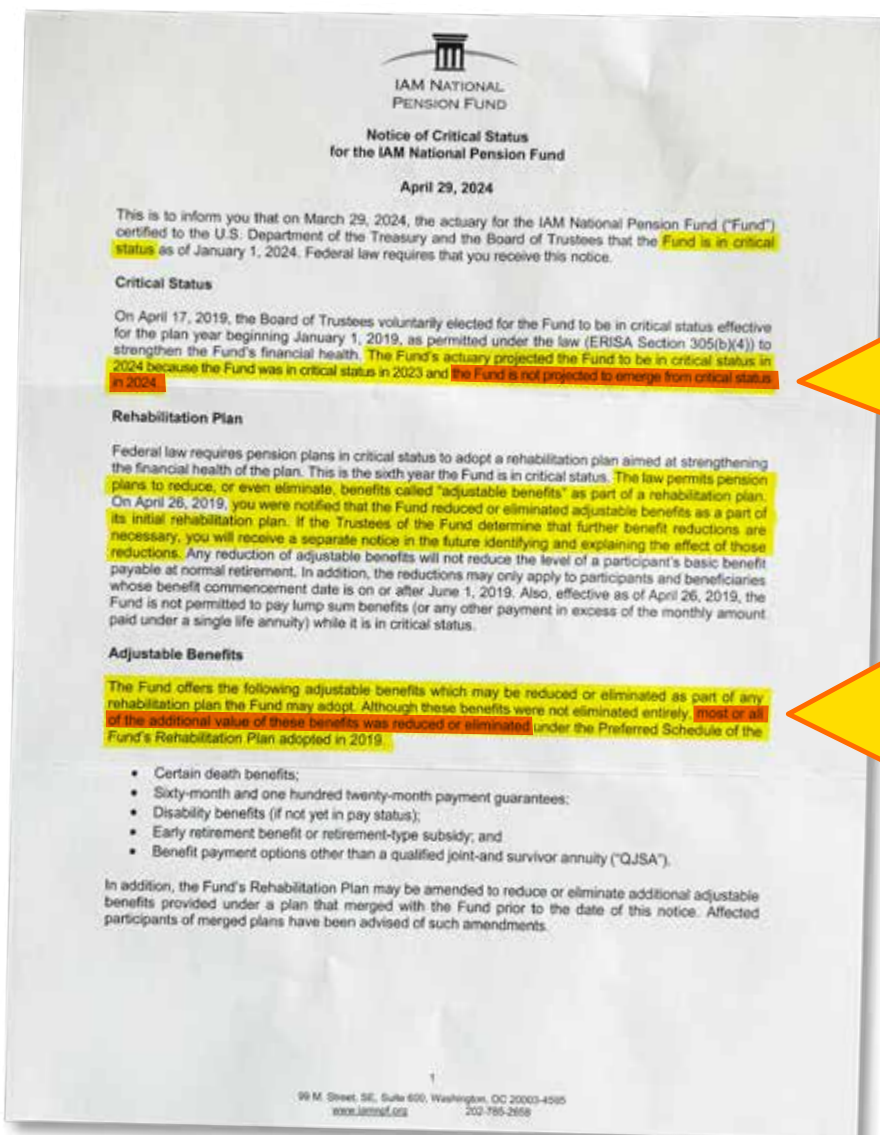 IAM NATIONAL
PENSION FUND
Notice of Critical Status
for the IAM National Pension Fund
April 29, 2024
This is to inform you that on March 29, 2024, the actuary for the IAM National Pension Fund ("Fund")
certified to the U.S. Department of the Treasury and the Board of Trustees that the Fund is in critical
status as of January 1, 2024. Federal law requires that you receive this notice.
Critical Status
On April 17, 2019, the Board of Trustees voluntarily elected for the Fund to be in critical status effective
for the plan year beginning January 1, 2019, as permitted under the law (ERISA Section 305(b)(4)) to
strengthen the Fund's financial health. The Fund's actuary projected the Fund to be in critical status in
2024 because the Fund was in critical status in 2023 and the Fund is not projected to emerge from critical status
in 2024.
Rehabilitation Plan
Federal law requires pension plans in critical status to adopt a rehabilitation plan aimed at strengthening
the financial health of the plan. This is the sixth year the Fund is in critical status. The law permits pension
plans to reduce, or even eliminate, benefits called "adjustable benefits" as part of a rehabilitation plan.
On April 26, 2019, you were notified that the Fund reduced or eliminated adjustable benefits as a part of
its initial rehabilitation plan. If the Trustees of the Fund determine that further benefit reductions are
necessary, you will receive a separate notice in the future identifying and explaining the effect of those
reductions. Any reduction of adjustable benefits will not reduce the level of a participant's basic benefit
payable at normal retirement. In addition, the reductions may only apply to participants and beneficiaries
whose benefit commencement date is on or after June 1, 2019. Also, effective as of April 26, 2019, the
Fund is not permitted to pay lump sum benefits (or any other payment in excess of the monthly amount
paid under a single life annuity) while it is in critical status.
Adjustable Benefits
The Fund offers the following adjustable benefits which may be reduced or eliminated as part of any
rehabilitation plan the Fund may adopt. Although these benefits were not eliminated entirely, most or all
of the additional value of these benefits was reduced or eliminated under the Preferred Schedule of the
Fund's Rehabilitation Plan adopted in 2019.
• Certain death benefits;
• Sixty-month and one hundred twenty-month payment guarantees;
• Disability benefits (if not yet in pay status);
• Early retirement benefit or retirement-type subsidy; and
• Benefit payment options other than a qualified joint-and survivor annuity ("QJSA").
In addition, the Fund's Rehabilitation Plan may be amended to reduce or eliminate additional adjustable
benefits provided under a plan that merged with the Fund prior to the date of this notice. Affected
participants of merged plans have been advised of such amendments.
1
99 M. Street, SE, Suite 600, Washington, DC 20003-4595
www.iamnpf.org 202-785-2658